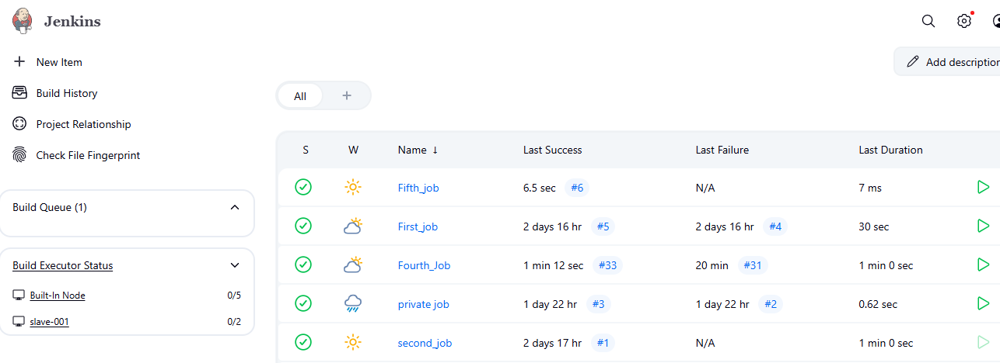 Jenkins
New Item
Build History
Project Relationship
Check File Fingerprint
Build Queue (1)
Build Executor Status
Built-In Node 0/5
slave-001 0/2
Add description
All
S W Name ↓ Last Success Last Failure Last Duration
Fifth_job 6.5 sec #6 N/A 7 ms
First_job 2 days 16 hr #5 2 days 16 hr #4 30 sec
Fourth_Job 1 min 12 sec #33 20 min #31 1 min 0 sec
private job 1 day 22 hr #3 1 day 22 hr #2 0.62 sec
second_job 2 days 17 hr #1 N/A 1 min 0 sec